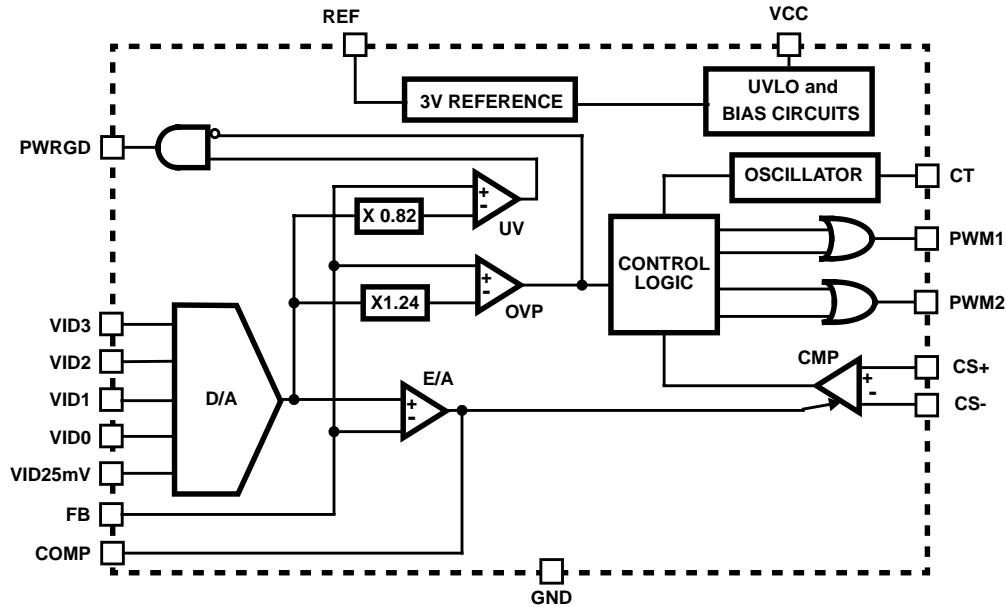 REF
VCC
3V REFERENCE
UVLO and
BIAS CIRCUITS
PWRGD
OSCILLATOR
CT
+
-
X 0.82
UV
PWM1
CONTROL
LOGIC
+
-
X1.24
OVP
PWM2
VID3
VID2
VID1
VID0
VID25mV
D/A
E/A
+
-
CMP
+
-
CS+
CS-
FB
COMP
GND